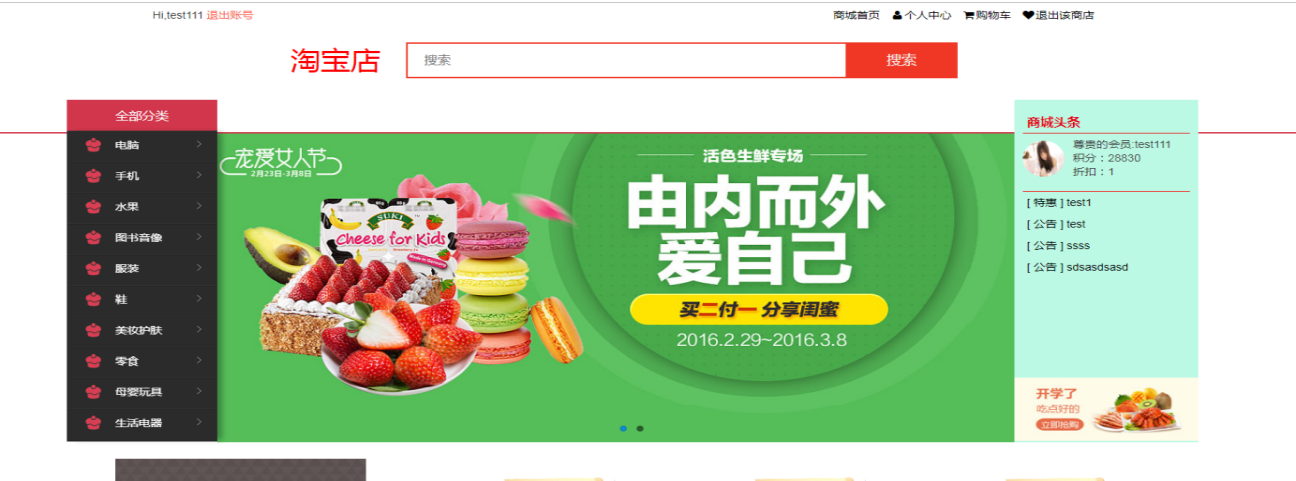 Hi,test111 退出账号
商城首页 个人中心 购物车 退出该商店
淘宝店
搜索
搜索
全部分类
电脑
手机
水果
图书音像
服装
鞋
美妆护肤
零食
母婴玩具
生活电器
宠爱女人节
2月23日-3月8日
SUKI
Cheese for Kids
活色生鲜专场
由内而外
爱自己
买二付一 分享闺蜜
2016.2.29~2016.3.8
商城头条
尊贵的会员:test111
积分：28830
折扣：1
[ 特惠 ] test1
[ 公告 ] test
[ 公告 ] ssss
[ 公告 ] sdsasdsasd
开学了
吃点好的
立即抢购